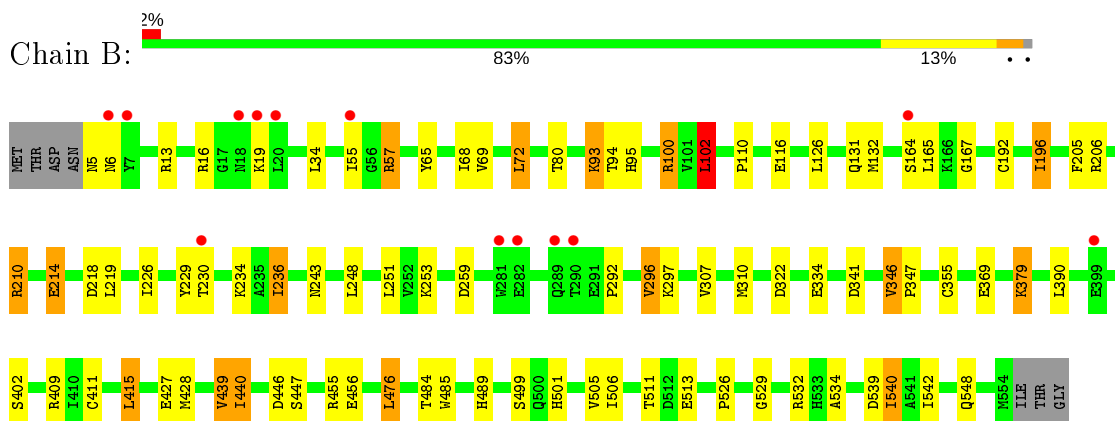 2%
Chain B:
83% 13% • •
MET THR ASP ASN N5 N6 Y7 R13 R16 G17 N18 K19 L20 L34 I55 G56 R57 Y65 I68 V69 L72 T80 K93 T94 H95 R100 V101 L102 P110 E116 L126 Q131 M132 S164 L165 K166 G167 C192 I196 F205 R206
R210 E214 D218 L219 I226 Y229 T230 K234 A235 I236 N243 L248 L251 V252 K253 D259 W281 E282 Q289 T290 E291 P292 V296 K297 V307 M310 D322 E334 D341 V346 P347 C355 E369 K379 L390 E399
S402 R409 I410 C411 L415 E427 M428 V439 I440 D446 S447 R455 E456 L476 T484 W485 H489 S499 Q500 H501 V505 I506 T511 D512 E513 P526 G529 R532 H533 A534 D539 I540 A541 I542 Q548 M554 ILE THR GLY